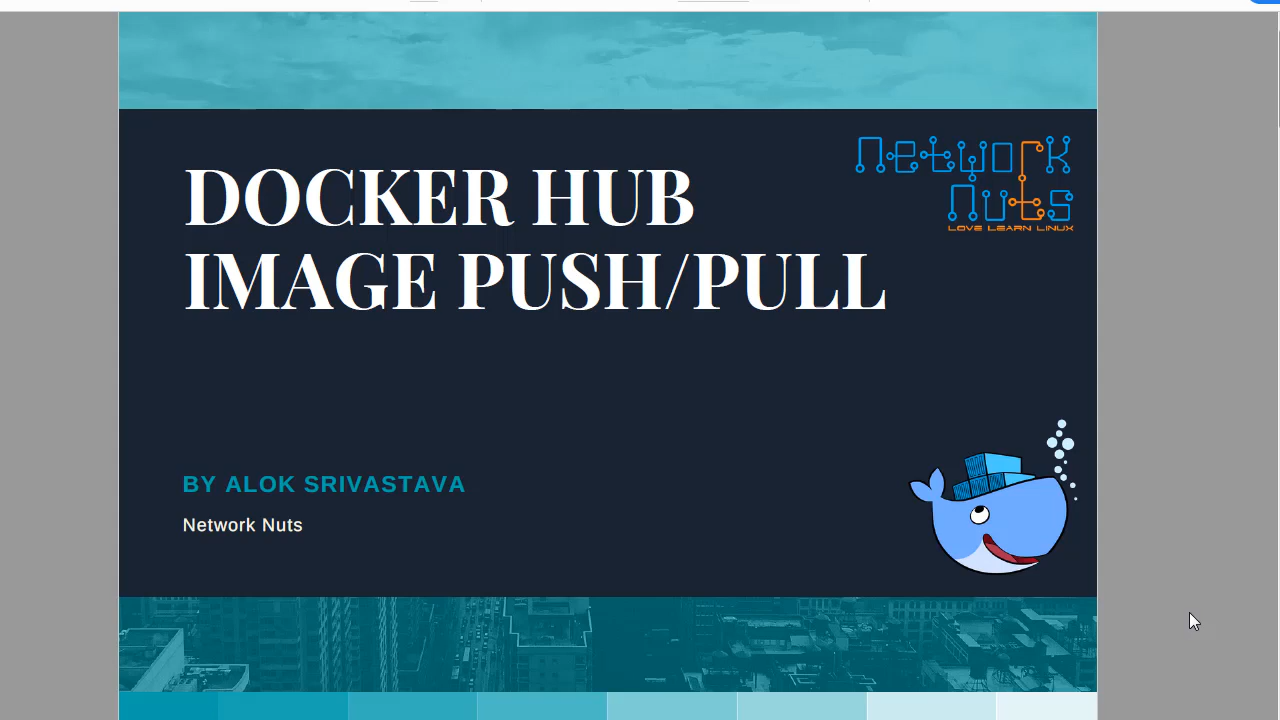 Network
Nuts
LOVE LEARN LINUX
DOCKER HUB
IMAGE PUSH/PULL
BY ALOK SRIVASTAVA
Network Nuts